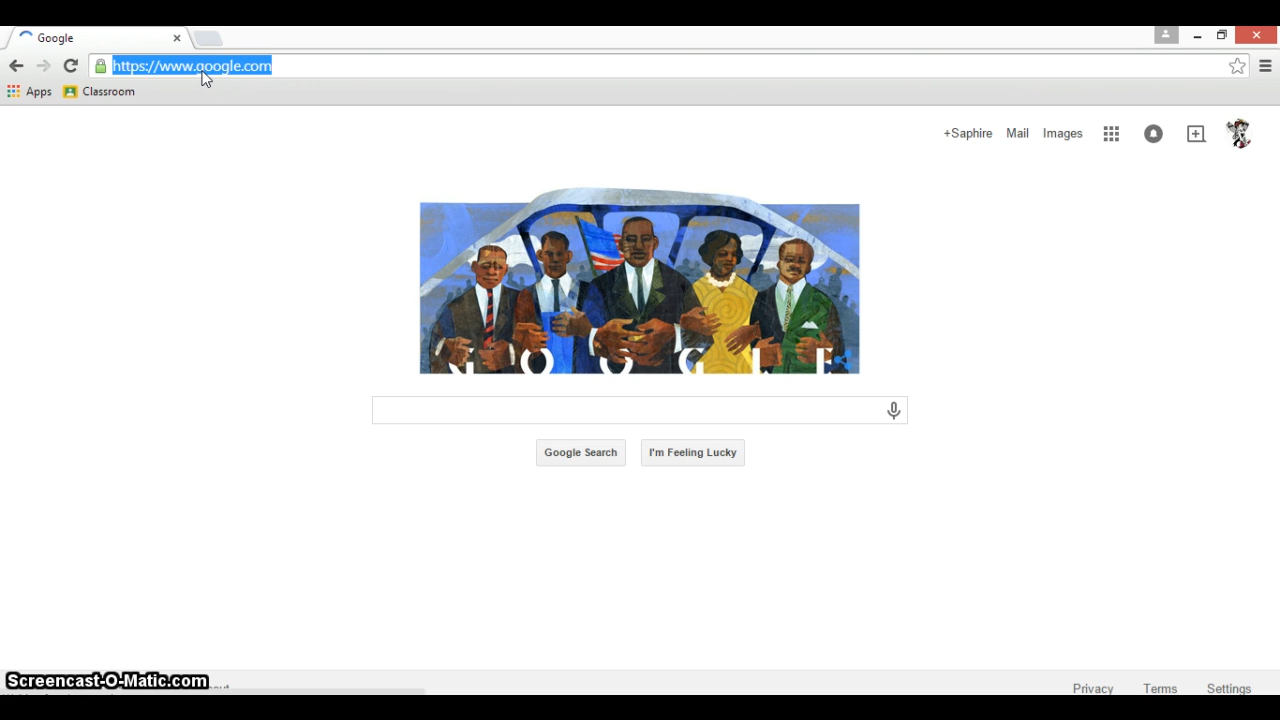 Google
https://www.google.com
Apps Classroom
+Saphire Mail Images
GOOGLE
Google Search I'm Feeling Lucky
Screencast-O-Matic.com
Privacy Terms Settings